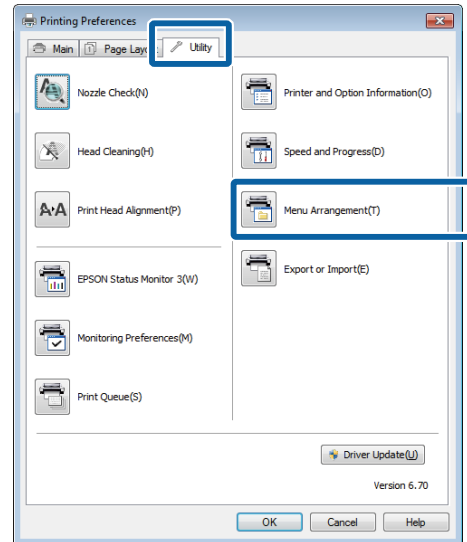 Printing Preferences
Main
Page Layo
Utility
Nozzle Check(N)
Printer and Option Information(O)
Head Cleaning(H)
Speed and Progress(D)
A A Print Head Alignment(P)
Menu Arrangement(T)
EPSON Status Monitor 3(W)
Export or Import(E)
Monitoring Preferences(M)
Print Queue(S)
Driver Update(U)
Version 6.70
OK Cancel Help